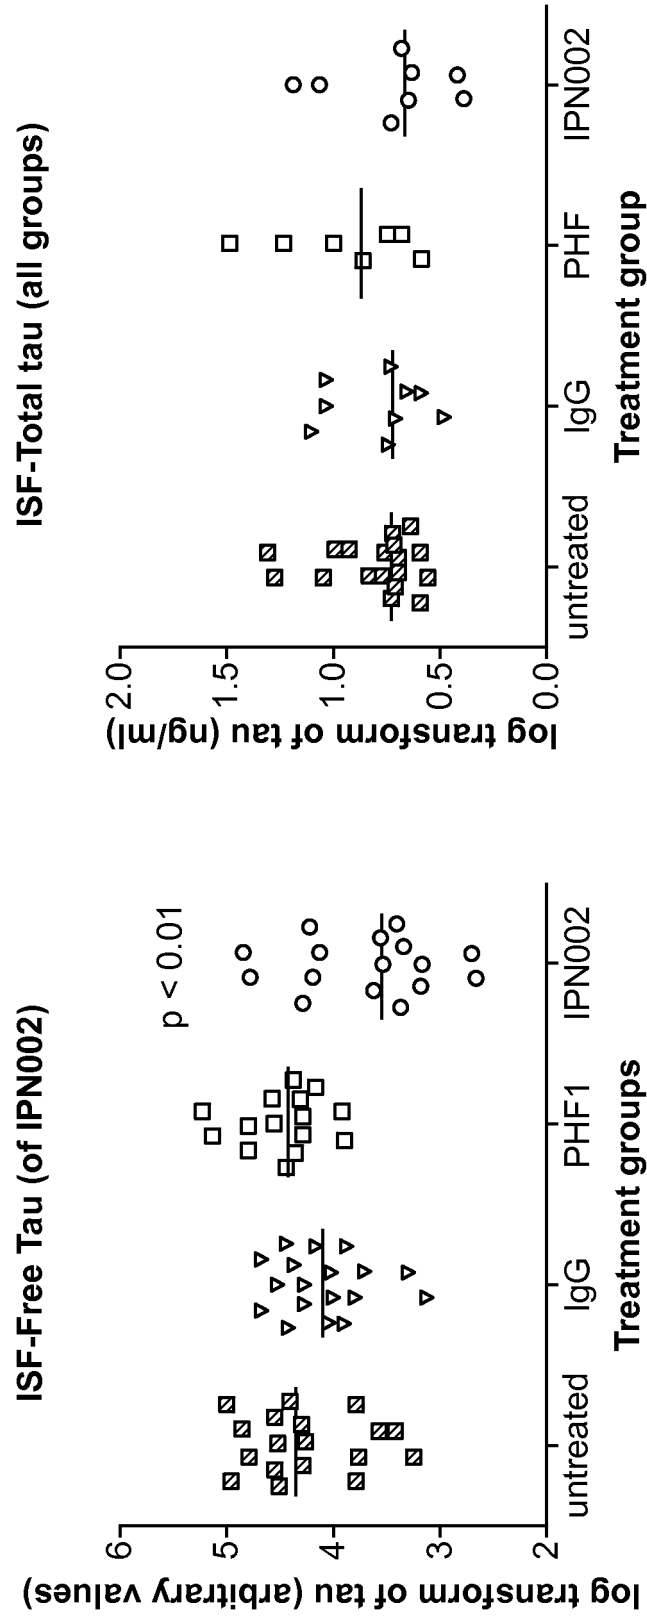 ISF-Free Tau (of IPN002)
log transform of tau (arbitrary values)
6
5
4
3
2
p < 0.01
untreated IgG PHF1 IPN002
Treatment groups
ISF-Total tau (all groups)
log transform of tau (ng/ml)
2.0
1.5
1.0
0.5
0.0
untreated IgG PHF IPN002
Treatment group